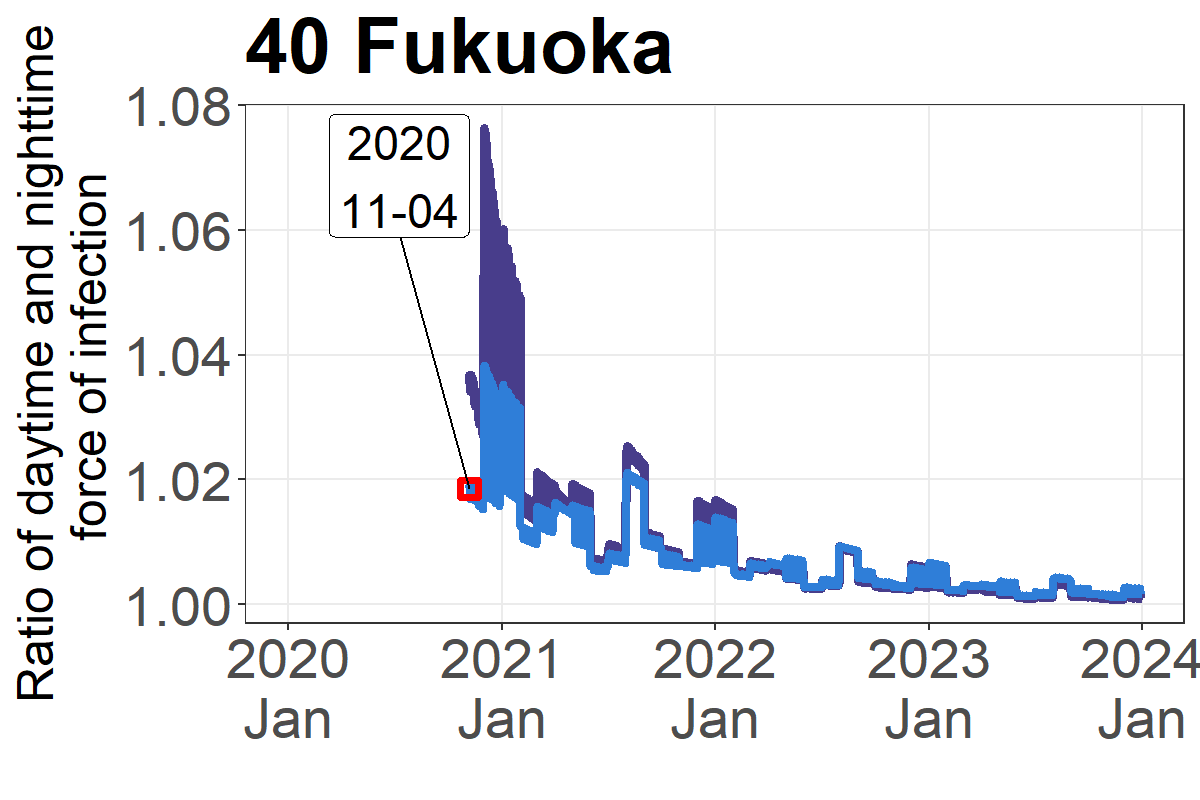 40 Fukuoka
Ratio of daytime and nighttime
force of infection
1.08
1.06
1.04
1.02
1.00
2020
11-04
2020
Jan
2021
Jan
2022
Jan
2023
Jan
2024
Jan